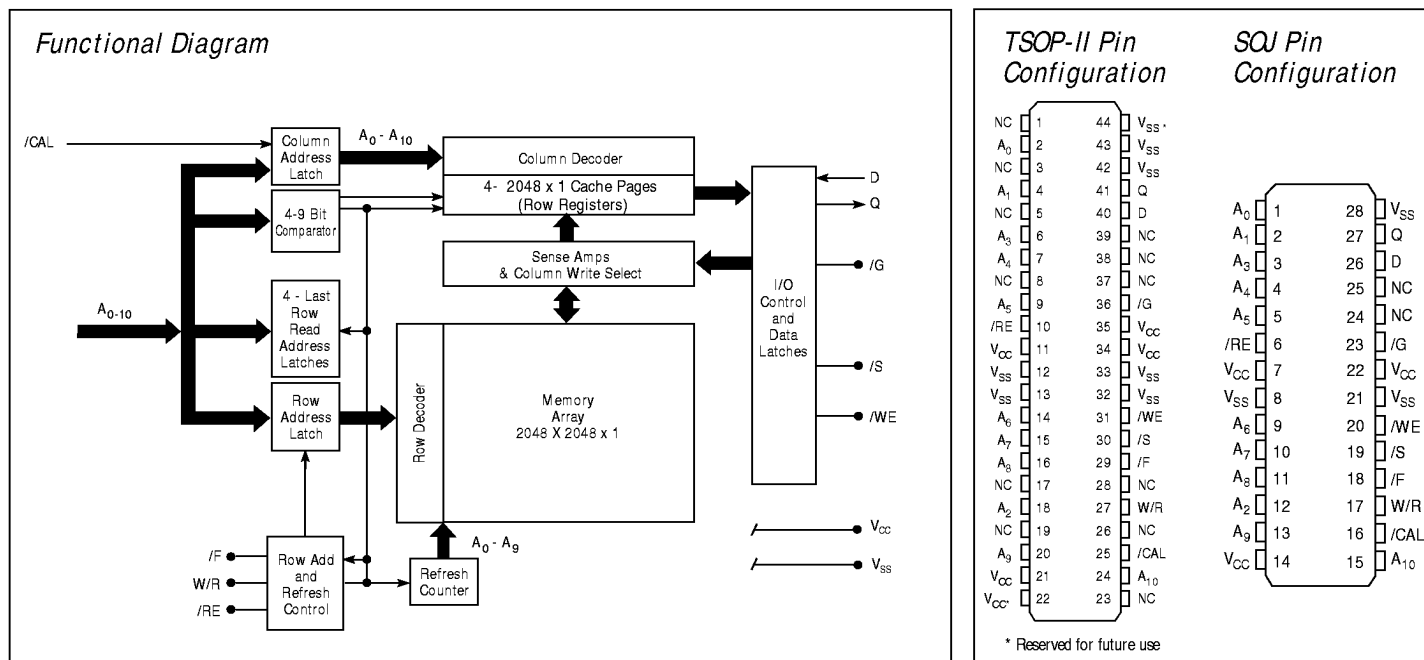 Functional Diagram
/CAL
Column
Address
Latch
A0 - A10
Column Decoder
4- 2048 x 1 Cache Pages
(Row Registers)
4-9 Bit
Comparator
Sense Amps
& Column Write Select
4 - Last
Row
Read
Address
Latches
A0-10
Row
Address
Latch
Row Decoder
Memory
Array
2048 X 2048 x 1
I/O
Control
and
Data
Latches
D
Q
/G
/S
/WE
VCC
VSS
/F
W/R
/RE
Row Add
and
Refresh
Control
A0 - A9
Refresh
Counter
TSOP-II Pin
Configuration
NC 1 44 VSS*
A0 2 43 VSS
NC 3 42 VSS
A1 4 41 Q
NC 5 40 D
A3 6 39 NC
A4 7 38 NC
NC 8 37 NC
A5 9 36 /G
/RE 10 35 VCC
VCC 11 34 VCC
VSS 12 33 VSS
VSS 13 32 VSS
A6 14 31 /WE
A7 15 30 /S
A8 16 29 /F
NC 17 28 NC
A2 18 27 W/R
NC 19 26 NC
A9 20 25 /CAL
VCC 21 24 A10
VCC* 22 23 NC
* Reserved for future use
SOJ Pin
Configuration
A0 1 28 VSS
A1 2 27 Q
A3 3 26 D
A4 4 25 NC
A5 5 24 NC
/RE 6 23 /G
VCC 7 22 VCC
VSS 8 21 VSS
A6 9 20 /WE
A7 10 19 /S
A8 11 18 /F
A2 12 17 W/R
A9 13 16 /CAL
VCC 14 15 A10